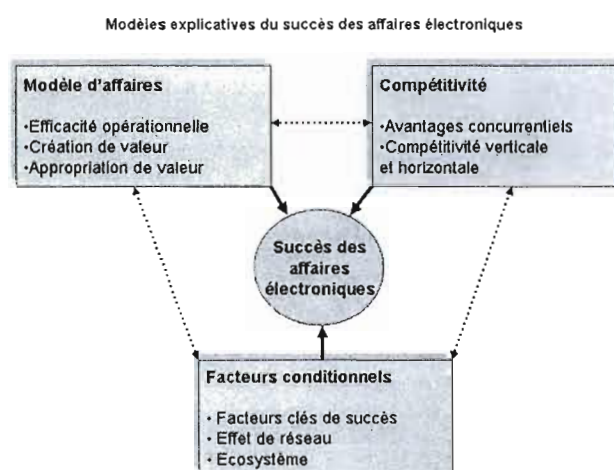 Modèles explicatives du succès des affaires électroniques
Modèle d'affaires
•Efficacité opérationnelle
•Création de valeur
•Appropriation de valeur
Compétitivité
•Avantages concurrentiels
•Compétitivité verticale
et horizontale
Succès des
affaires
électroniques
Facteurs conditionnels
• Facteurs clés de succès
• Effet de réseau
• Ecosystème